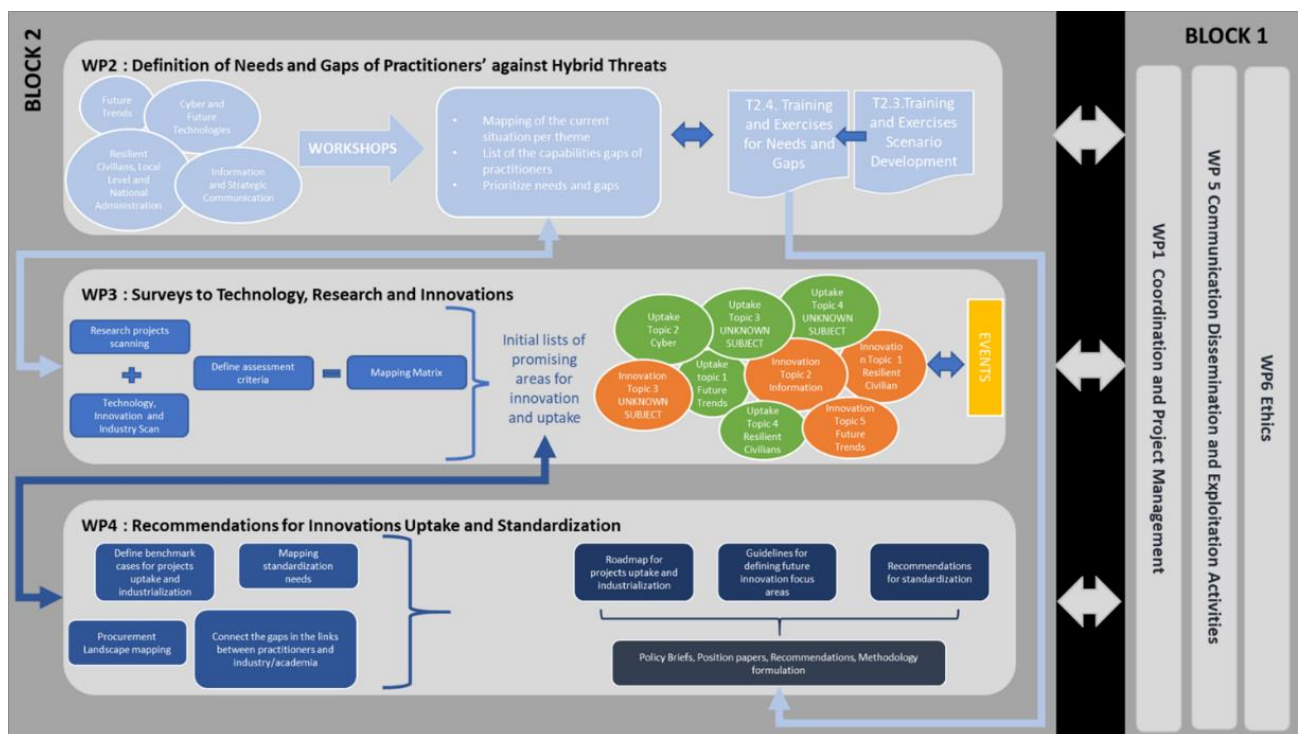 BLOCK 2
WP2 : Definition of Needs and Gaps of Practitioners' against Hybrid Threats
Future
Trends
Cyber and
Future
Technologies
Resilient
Civilians, Local
Level and
National
Administration
Information
and Strategic
Communication
WORKSHOPS
• Mapping of the current
situation per theme
• List of the capabilities gaps of
practitioners
• Prioritize needs and gaps
T2.4. Training
and Exercises
for Needs and
Gaps
T2.3.Training
and Exercises
Scenario
Development
WP3 : Surveys to Technology, Research and Innovations
Research projects
scanning
Technology,
Innovation and
Industry Scan
Define assessment
criteria
Mapping Matrix
Initial lists of
promising
areas for
innovation
and uptake
Uptake
Topic 2
Cyber
Uptake
Topic 3
UNKNOWN
SUBJECT
Uptake
Topic 4
UNKNOWN
SUBJECT
Innovation
Topic 3
UNKNOWN
SUBJECT
Uptake
topic 1
Future
Trends
Innovation
Topic 2
Information
Innovatio
n Topic 1
Resilient
Civilian
Uptake
Topic 4
Resilient
Civilians
Innovation
Topic 5
Future
Trends
EVENTS
WP4 : Recommendations for Innovations Uptake and Standardization
Define benchmark
cases for projects
uptake and
industrialization
Mapping
standardization
needs
Procurement
Landscape mapping
Connect the gaps in the links
between practitioners and
industry/academia
Roadmap for
projects uptake and
industrialization
Guidelines for
defining future
innovation focus
areas
Recommendations
for standardization
Policy Briefs, Position papers, Recommendations, Methodology
formulation
BLOCK 1
WP1 Coordination and Project Management
WP 5 Communication Dissemination and Exploitation Activities
WP6 Ethics